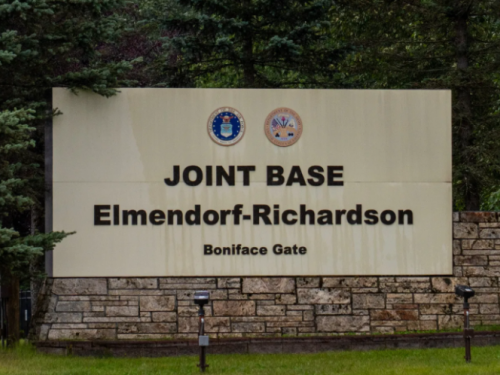 JOINT BASE
Elmendorf-Richardson
Boniface Gate